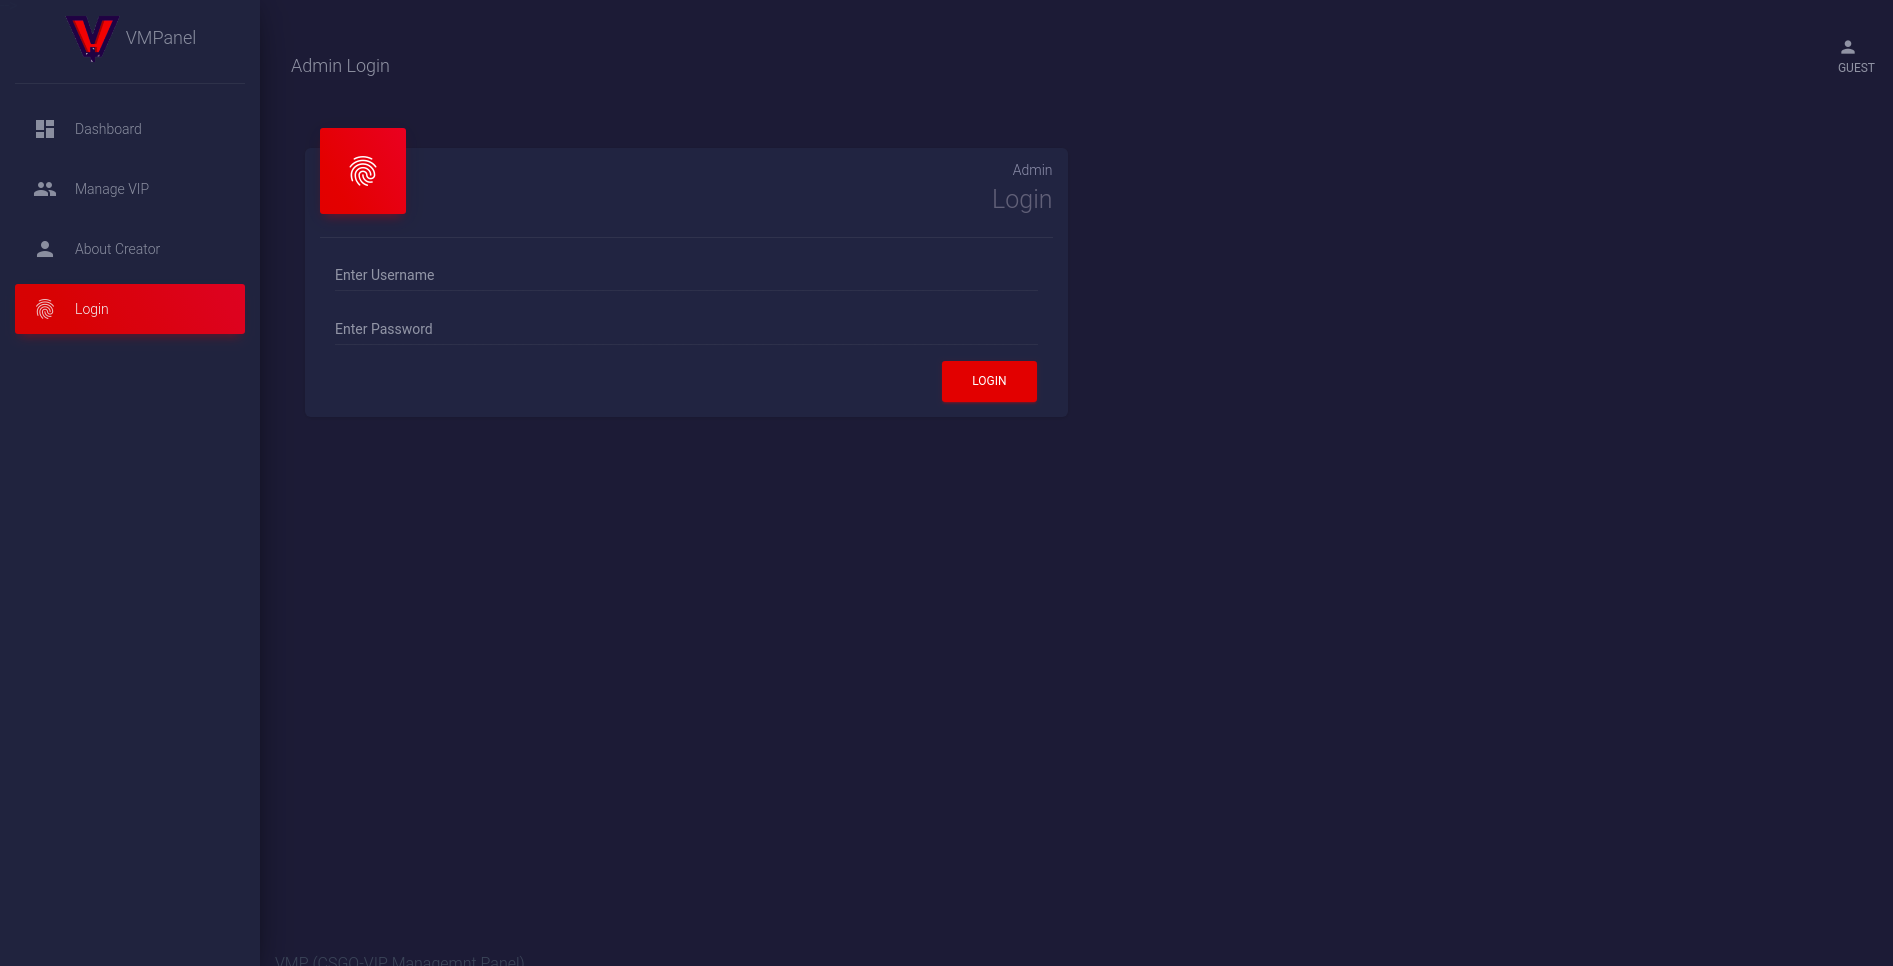 VMPanel
Dashboard
Manage VIP
About Creator
Login
Admin Login
GUEST
Admin
Login
Enter Username
Enter Password
LOGIN
VMP (CSGO-VIP Managemnt Panel)